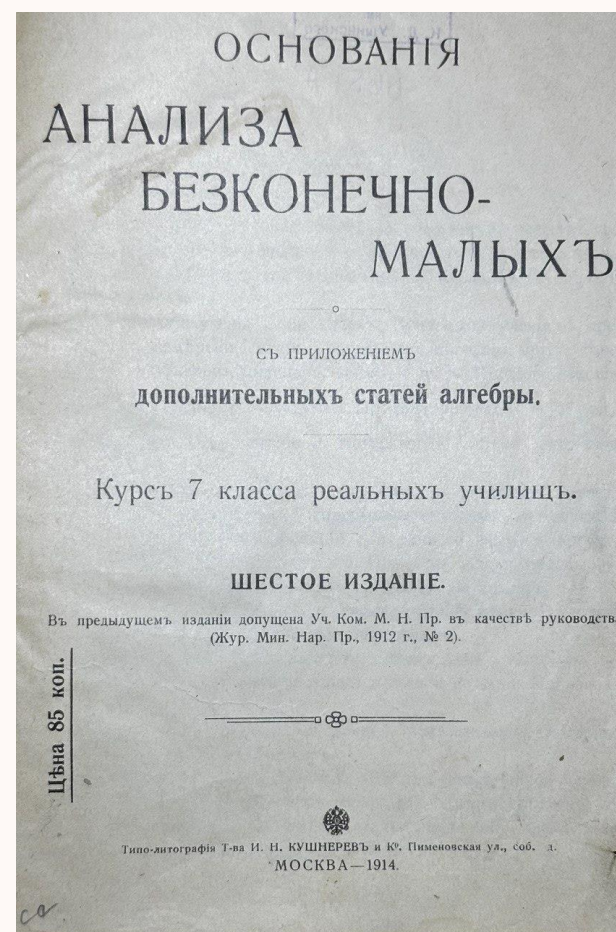 ОСНОВАНІЯ
АНАЛИЗА
БЕЗКОНЕЧНО-
МАЛЫХЪ
СЪ ПРИЛОЖЕНІЕМЪ
дополнительныхъ статей алгебры.
Курсъ 7 класса реальныхъ училищъ.
ШЕСТОЕ ИЗДАНІЕ.
Въ предыдущемъ изданіи допущена Уч. Ком. М. Н. Пр. въ качествѣ руководств
(Жур. Мин. Нар. Пр., 1912 г., № 2).
Цѣна 85 коп.
Типо-литографія Т-ва И. Н. КУШНЕРЕВЪ и Кº. Пименовская ул., соб. д.
МОСКВА—1914.